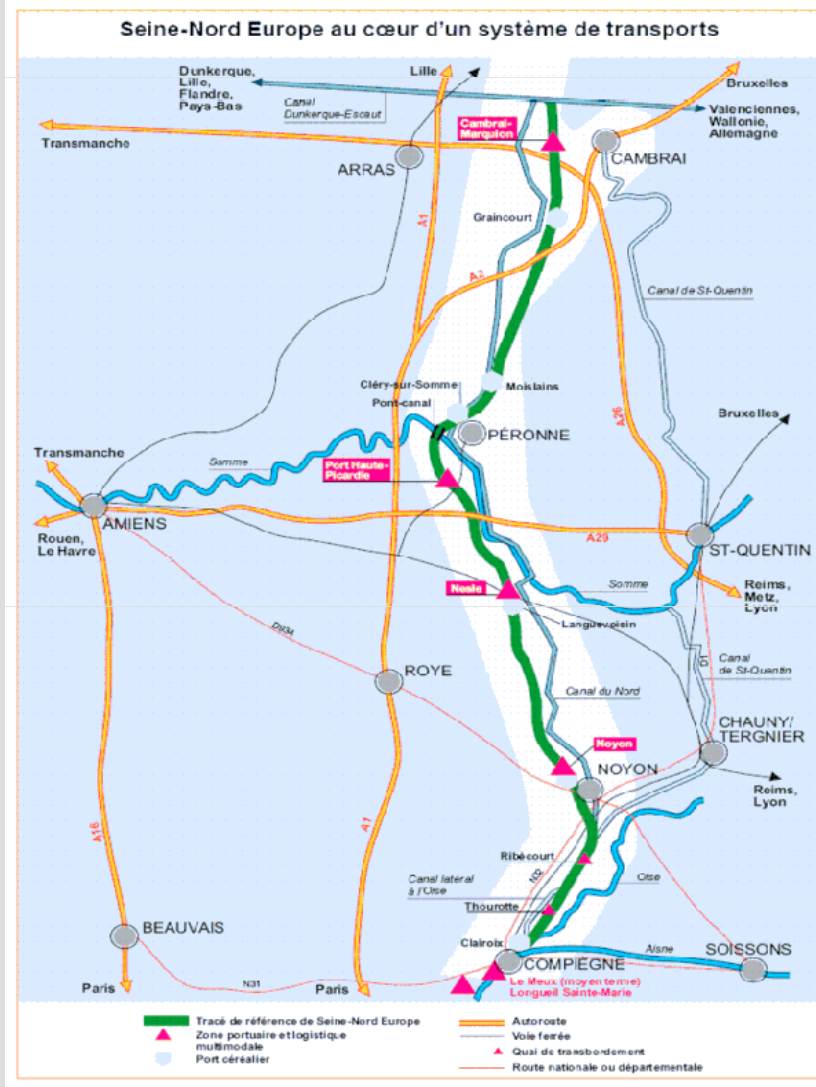 Seine-Nord Europe au cœur d'un système de transports
Dunkerque,
Lille,
Flandre,
Pays-Bas
Canal
Dunkerque-Escaut
Lille
Bruxelles
Valenciennes,
Wallonie,
Allemagne
Cambrai-
Marquion
Transmanche
ARRAS
CAMBRAI
A1
Graincourt
A2
Canal de St-Quentin
Cléry-sur-Somme
Moislains
Pont-canal
PÉRONNE
A26
Bruxelles
Transmanche
Somme
Port Haute-
Picardie
AMIENS
Rouen,
Le Havre
A29
ST-QUENTIN
Nesle
Somme
Reims,
Metz,
Lyon
Languevoisin
D934
ROYE
D1
Canal
de St-Quentin
Canal du Nord
CHAUNY/
TERGNIER
Noyon
NOYON
Reims,
Lyon
A16
A1
Ribécourt
N32
Canal latéral
à l'Oise
Oise
Thourotte
BEAUVAIS
Clairoix
Aisne
SOISSONS
COMPIÈGNE
Le Meux (moyen terme)
Longueil Sainte-Marie
Paris
N31
Paris
Tracé de référence de Seine-Nord Europe
Zone portuaire et logistique
multimodale
Port céréalier
Autoroute
Voie ferrée
Quai de transbordement
Route nationale ou départementale